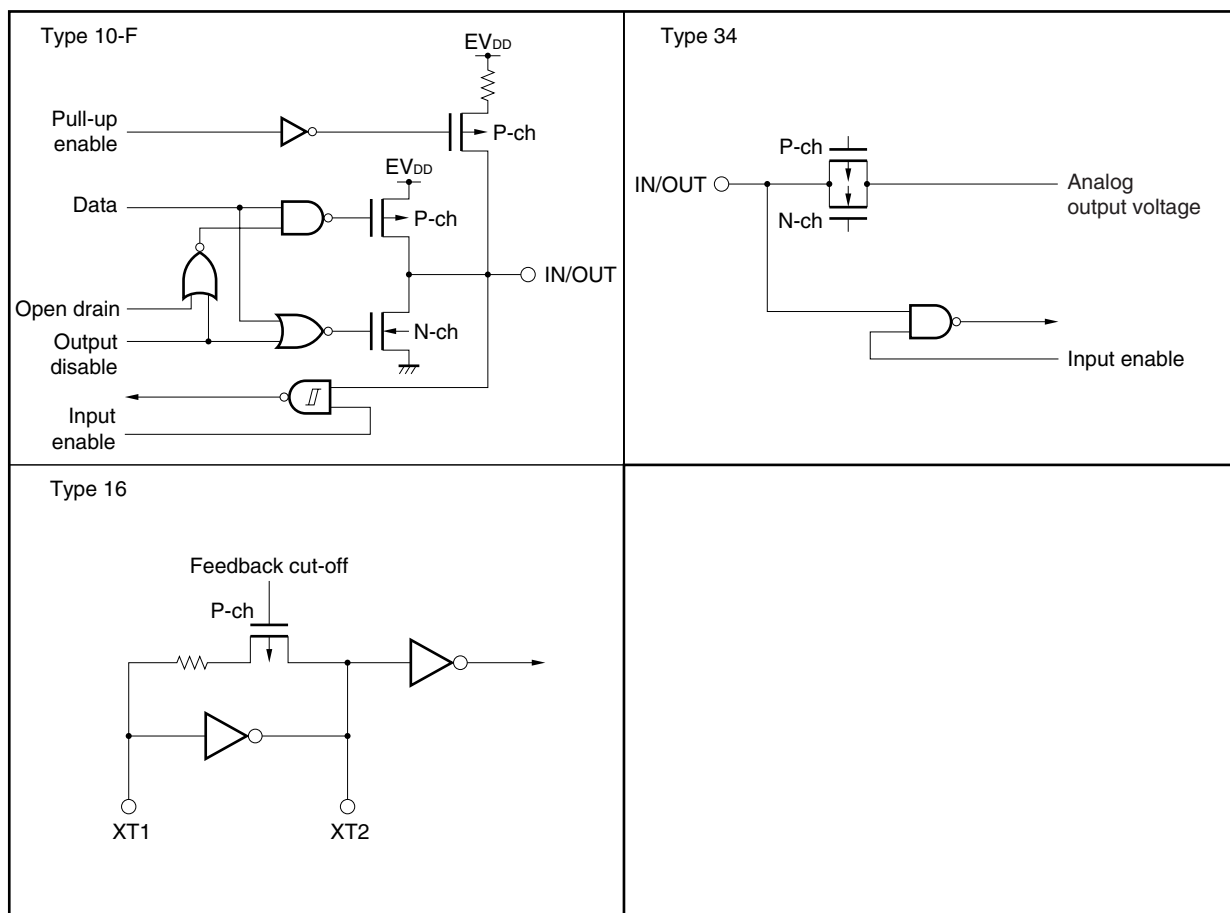 Type 10-F
EVDD
Pull-up
enable
P-ch
EVDD
Data
P-ch
IN/OUT
Open drain
Output
disable
N-ch
Input
enable
Type 34
P-ch
IN/OUT
Analog
output voltage
N-ch
Input enable
Type 16
Feedback cut-off
P-ch
XT1
XT2